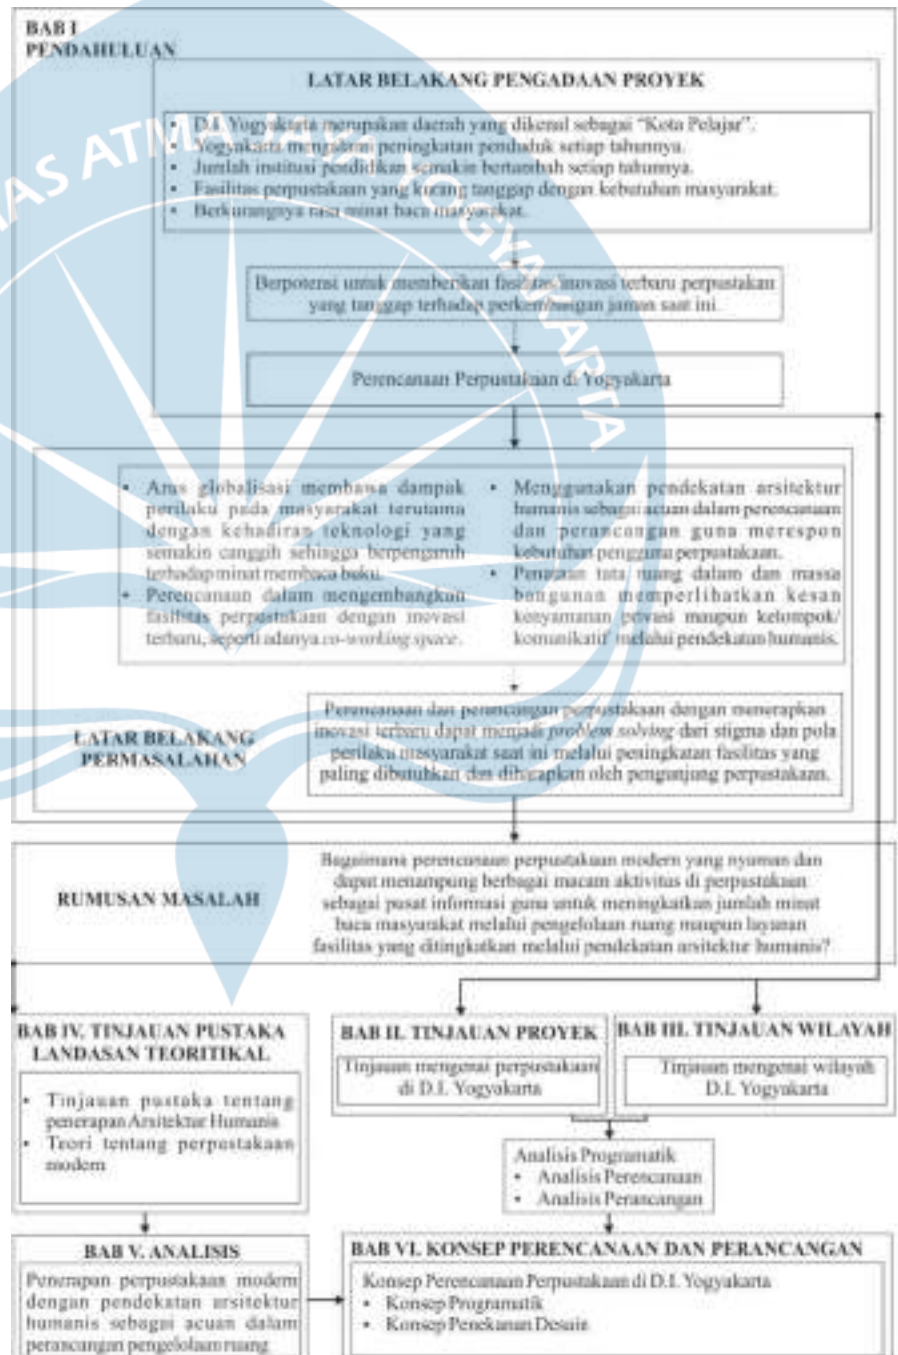 BAB I
PENDAHULUAN
LATAR BELAKANG PENGADAAN PROYEK
• D.I. Yogyakarta merupakan daerah yang dikenal sebagai “Kota Pelajar”.
• Yogyakarta mengalami peningkatan penduduk setiap tahunnya.
• Jumlah institusi pendidikan semakin bertambah setiap tahunnya.
• Fasilitas perpustakaan yang kurang tanggap dengan kebutuhan masyarakat.
• Berkurangnya rasa minat baca masyarakat.
Berpotensi untuk memberikan fasilitas/inovasi terbaru perpustakan
yang tanggap terhadap perkembangan jaman saat ini.
Perencanaan Perpustakaan di Yogyakarta
• Arus globalisasi membawa dampak
perilaku pada masyarakat terutama
dengan kehadiran teknologi yang
semakin canggih sehingga berpengaruh
terhadap minat membaca buku.
• Perencanaan dalam mengembangkan
fasilitas perpustakaan dengan inovasi
terbaru, seperti adanya co-working space.
• Menggunakan pendekatan arsitektur
humanis sebagai acuan dalam perencanaan
dan perancangan guna merespon
kebutuhan pengguna perpustakaan.
• Penataan tata ruang dalam dan massa
bangunan memperlihatkan kesan
kenyamanan privasi maupun kelompok/
komunikatif melalui pendekatan humanis.
LATAR BELAKANG
PERMASALAHAN
Perencanaan dan perancangan perpustakaan dengan menerapkan
inovasi terbaru dapat menjadi problem solving dari stigma dan pola
perilaku masyarakat saat ini melalui peningkatan fasilitas yang
paling dibutuhkan dan diharapkan oleh pengunjung perpustakaan.
RUMUSAN MASALAH
Bagaimana perencanaan perpustakaan modern yang nyaman dan
dapat menampung berbagai macam aktivitas di perpustakaan
sebagai pusat informasi guna untuk meningkatkan jumlah minat
baca masyarakat melalui pengelolaan ruang maupun layanan
fasilitas yang ditingkatkan melalui pendekatan arsitektur humanis?
BAB IV. TINJAUAN PUSTAKA
LANDASAN TEORITIKAL
• Tinjauan pustaka tentang
penerapan Arsitektur Humanis
• Teori tentang perpustakaan
modern
BAB II. TINJAUAN PROYEK
Tinjauan mengenai perpustakaan
di D.I. Yogyakarta
BAB III. TINJAUAN WILAYAH
Tinjauan mengenai wilayah
D.I. Yogyakarta
Analisis Programatik
• Analisis Perencanaan
• Analisis Perancangan
BAB V. ANALISIS
Penerapan perpustakaan modern
dengan pendekatan arsitektur
humanis sebagai acuan dalam
perancangan pengelolaan ruang
BAB VI. KONSEP PERENCANAAN DAN PERANCANGAN
Konsep Perencanaan Perpustakaan di D.I. Yogyakarta
• Konsep Programatik
• Konsep Penekanan Desain
AS ATMA JAYA YOGYAKARTA